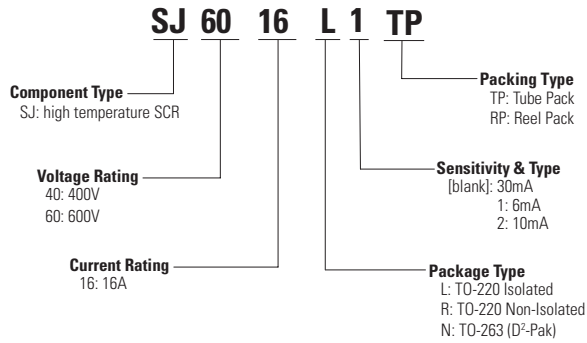 SJ 60 16 L 1 TP
Component Type
SJ: high temperature SCR
Voltage Rating
40: 400V
60: 600V
Current Rating
16: 16A
Packing Type
TP: Tube Pack
RP: Reel Pack
Sensitivity & Type
[blank]: 30mA
1: 6mA
2: 10mA
Package Type
L: TO-220 Isolated
R: TO-220 Non-Isolated
N: TO-263 (D²-Pak)